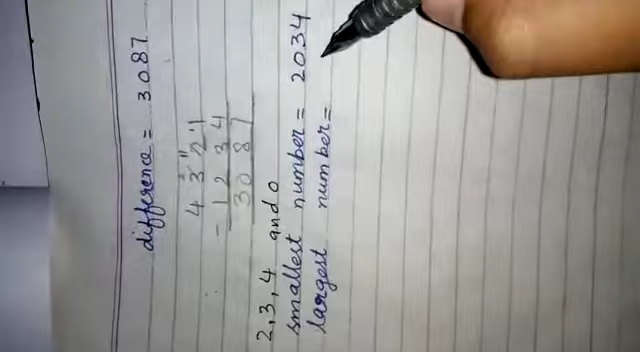 difference = 3087
4 3 2 1
- 1 2 3 4
3 0 8 7
2, 3, 4 and 0
smallest number = 2034
largest number =